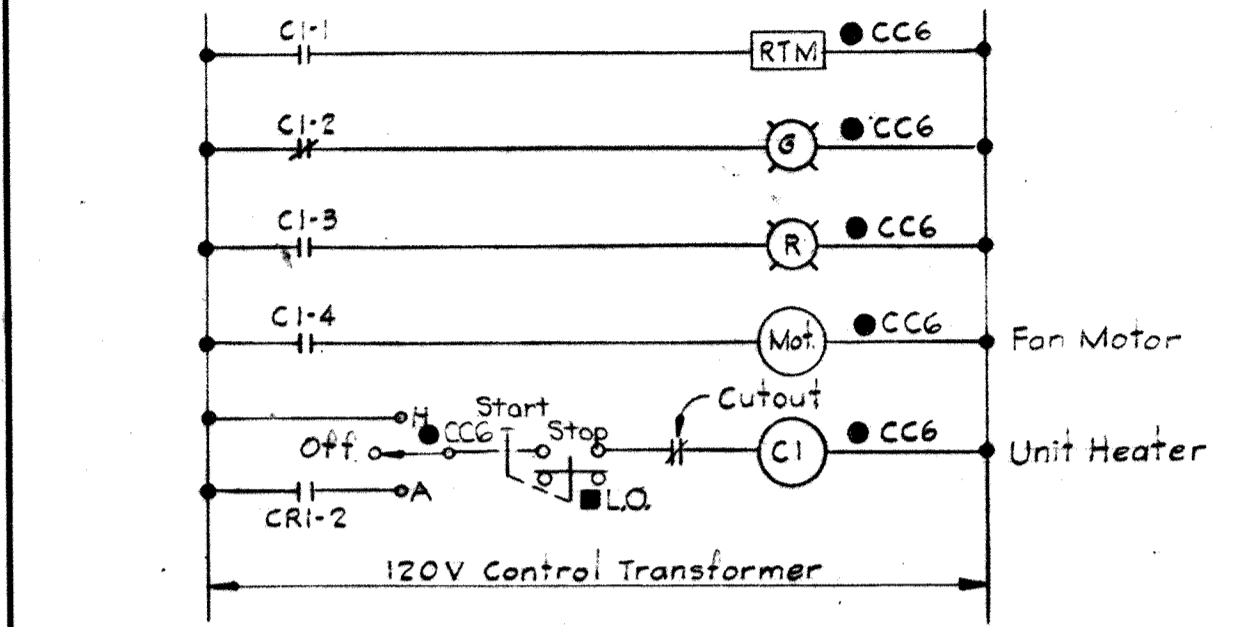 C1-1
RTM
CC6
C1-2
G
CC6
C1-3
R
CC6
C1-4
Mot.
CC6
Fan Motor
H
Start
Cutout
Off
CC6
Stop
C1
CC6
Unit Heater
A
L.O.
CR1-2
120V Control Transformer